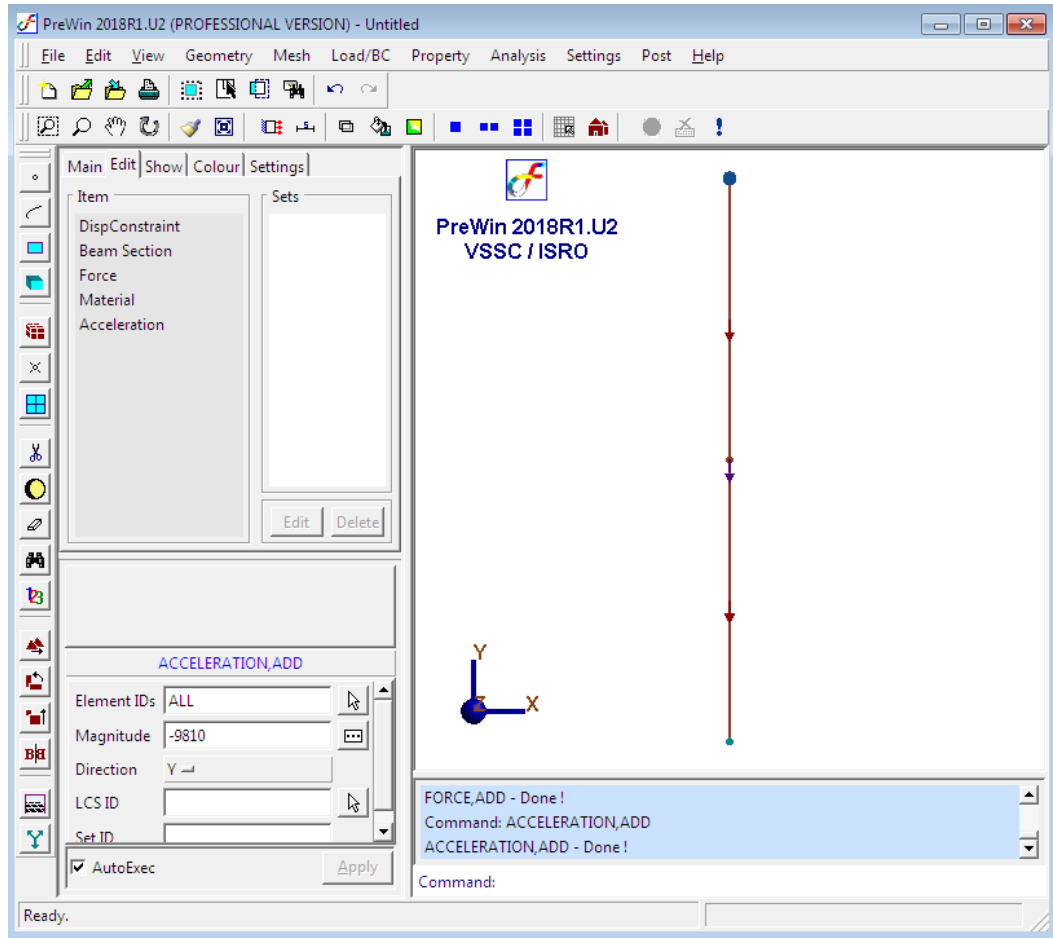 PreWin 2018R1.U2 (PROFESSIONAL VERSION) - Untitled
File Edit View Geometry Mesh Load/BC Property Analysis Settings Post Help
Main Edit Show Colour Settings
Item
Sets
DispConstraint
Beam Section
Force
Material
Acceleration
Edit Delete
ACCELERATION,ADD
Element IDs ALL
Magnitude -9810
Direction Y
LCS ID
Set ID
AutoExec
Apply
PreWin 2018R1.U2
VSSC / ISRO
Y
Z
X
FORCE,ADD - Done !
Command: ACCELERATION,ADD
ACCELERATION,ADD - Done !
Command:
Ready.